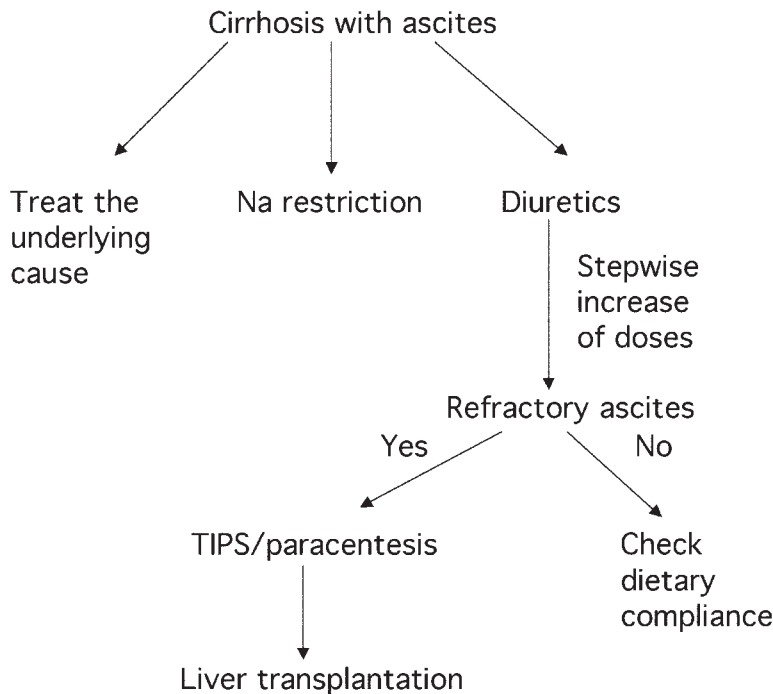 Cirrhosis with ascites
Treat the
underlying
cause
Na restriction
Diuretics
Stepwise
increase
of doses
Refractory ascites
Yes
No
TIPS/paracentesis
Check
dietary
compliance
Liver transplantation